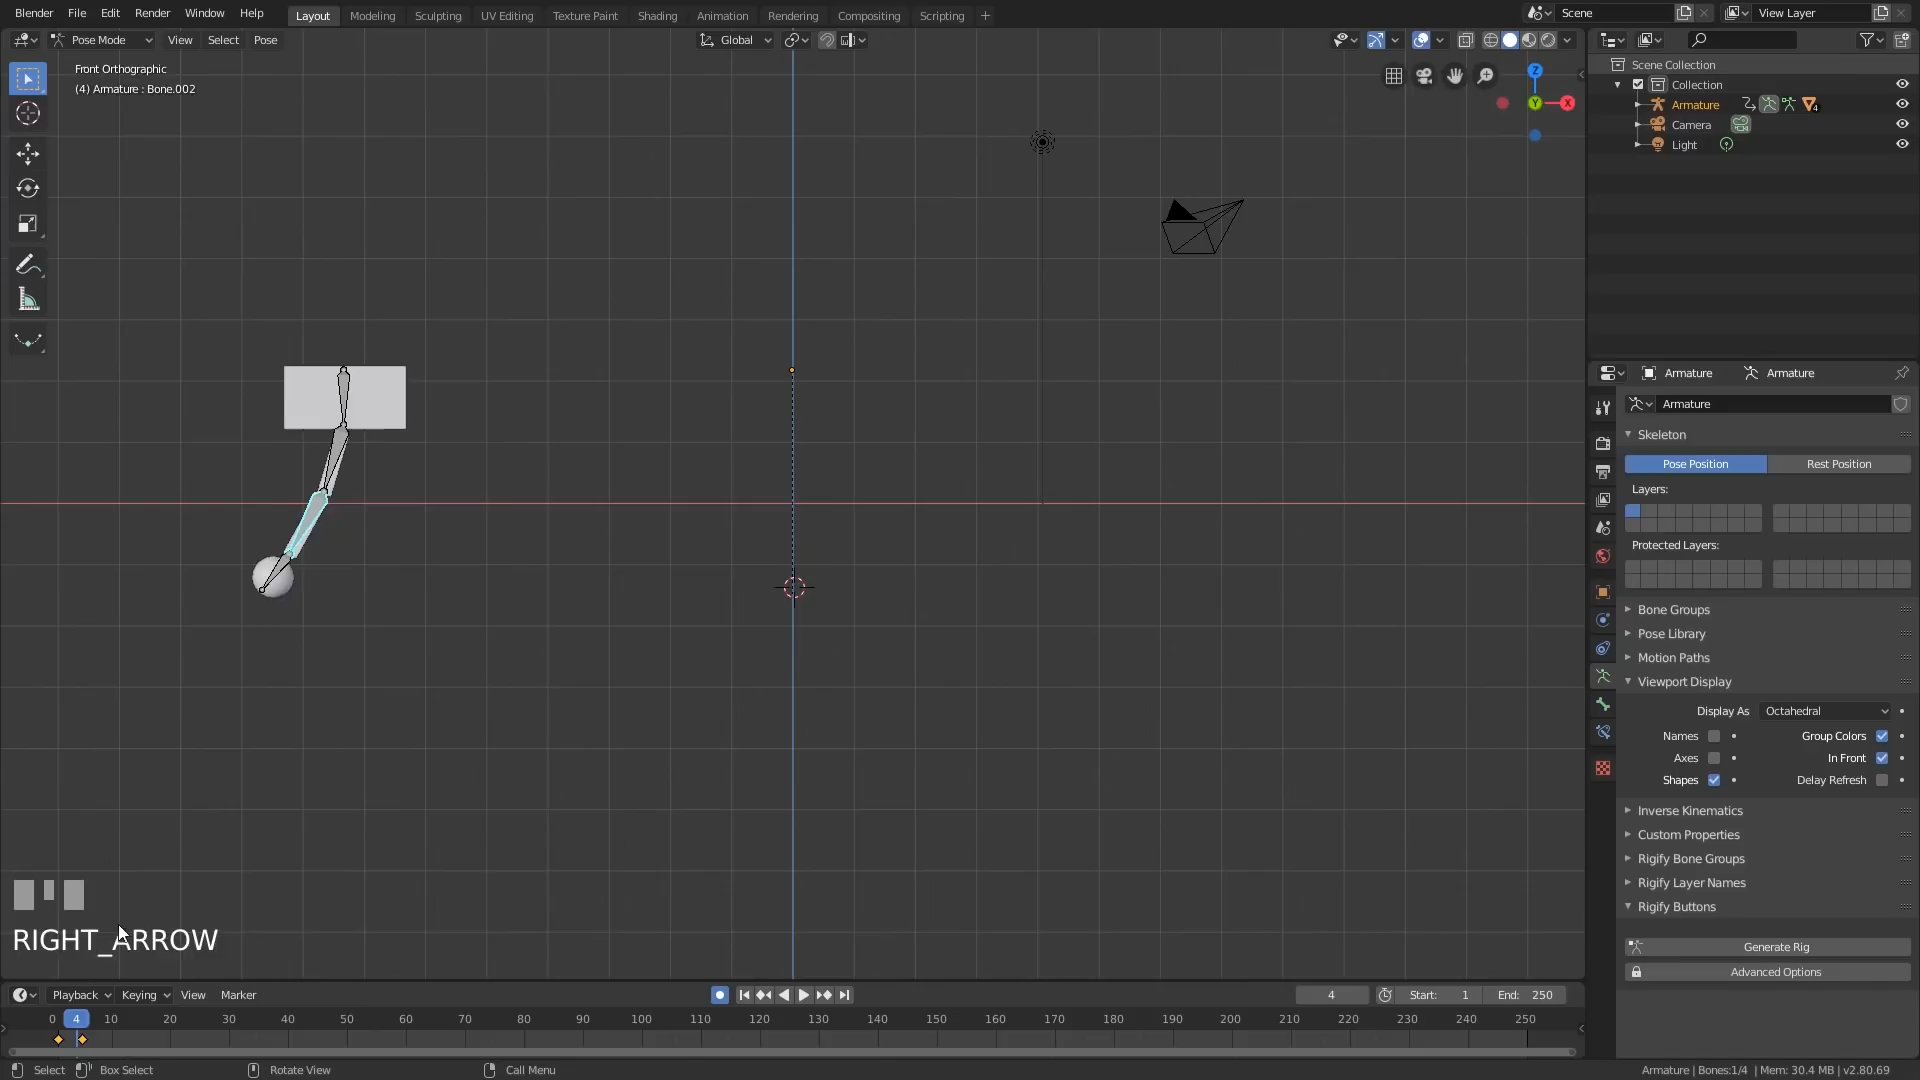 Blender File Edit Render Window Help Layout Modeling Sculpting UV Editing Texture Paint Shading Animation Rendering Compositing Scripting + Scene View Layer
Pose Mode View Select Pose Global
Front Orthographic
(4) Armature : Bone.002
Z
Y
X
Scene Collection
Collection
Armature 4
Camera
Light
Armature Armature
Armature
Skeleton
Pose Position Rest Position
Layers:
Protected Layers:
Bone Groups
Pose Library
Motion Paths
Viewport Display
Display As Octahedral
Names Group Colors
Axes In Front
Shapes Delay Refresh
Inverse Kinematics
Custom Properties
Rigify Bone Groups
Rigify Layer Names
Rigify Buttons
Generate Rig
Advanced Options
RIGHT_ARROW
Playback Keying View Marker 4 Start: 1 End: 250
0 4 10 20 30 40 50 60 70 80 90 100 110 120 130 140 150 160 170 180 190 200 210 220 230 240 250
Select Box Select Rotate View Call Menu Armature | Bones:1/4 | Mem: 30.4 MB | v2.80.69